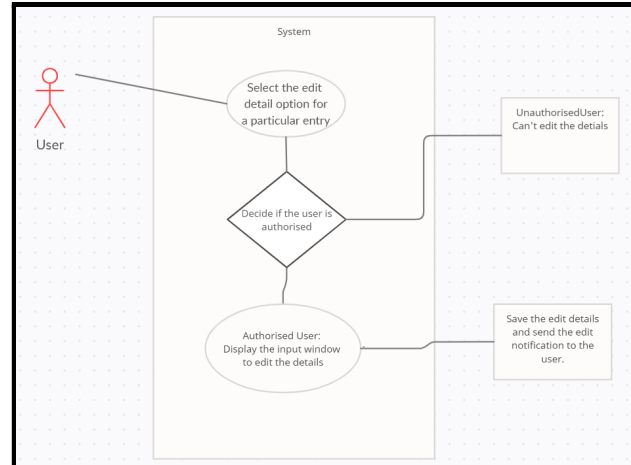 System
Select the edit
detail option for
a particular entry
User
UnauthorisedUser:
Can't edit the detials
Decide if the user is
authorised
Authorised User:
Display the input window
to edit the details
Save the edit details
and send the edit
notification to the
user.